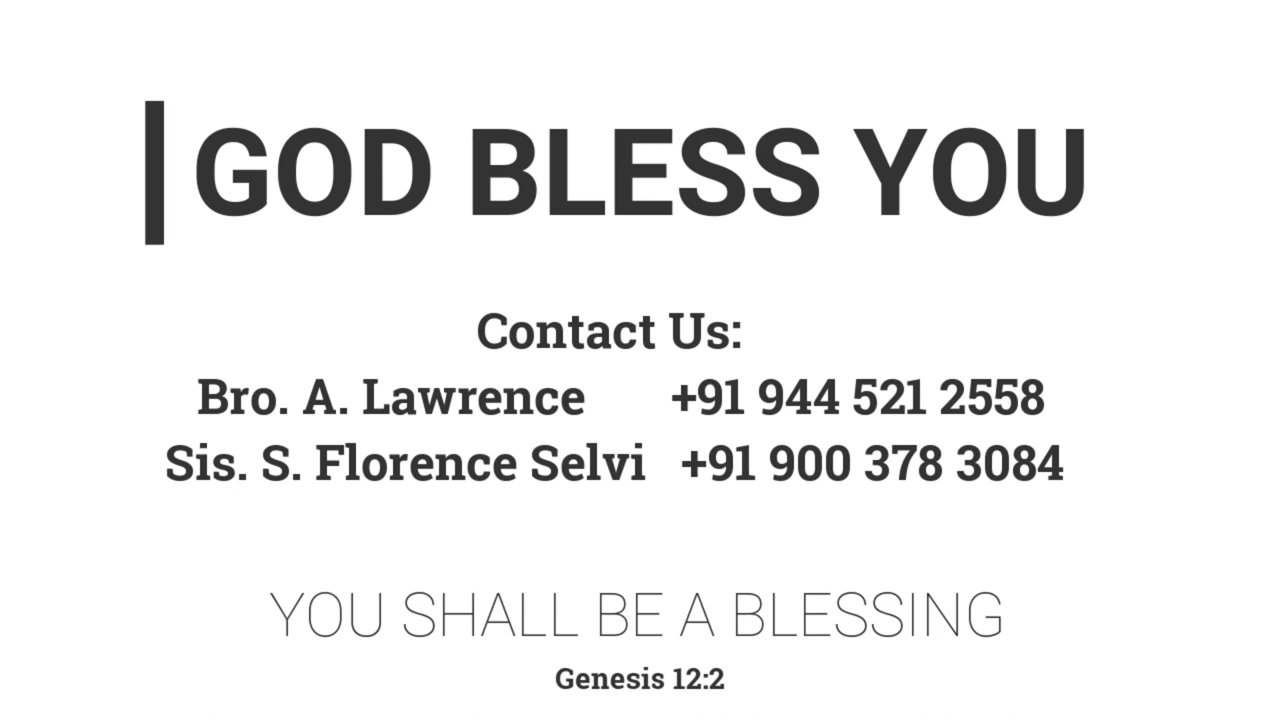 GOD BLESS YOU
Contact Us:
Bro. A. Lawrence +91 944 521 2558
Sis. S. Florence Selvi +91 900 378 3084
YOU SHALL BE A BLESSING
Genesis 12:2